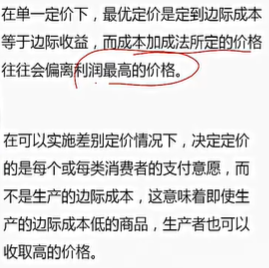 在单一定价下，最优定价是定到边际成本
等于边际收益，而成本加成法所定的价格
往往会偏离利润最高的价格。
在可以实施差别定价情况下，决定定价
的是每个或每类消费者的支付意愿，而
不是生产的边际成本，这意味着即使生
产的边际成本低的商品，生产者也可以
收取高的价格。